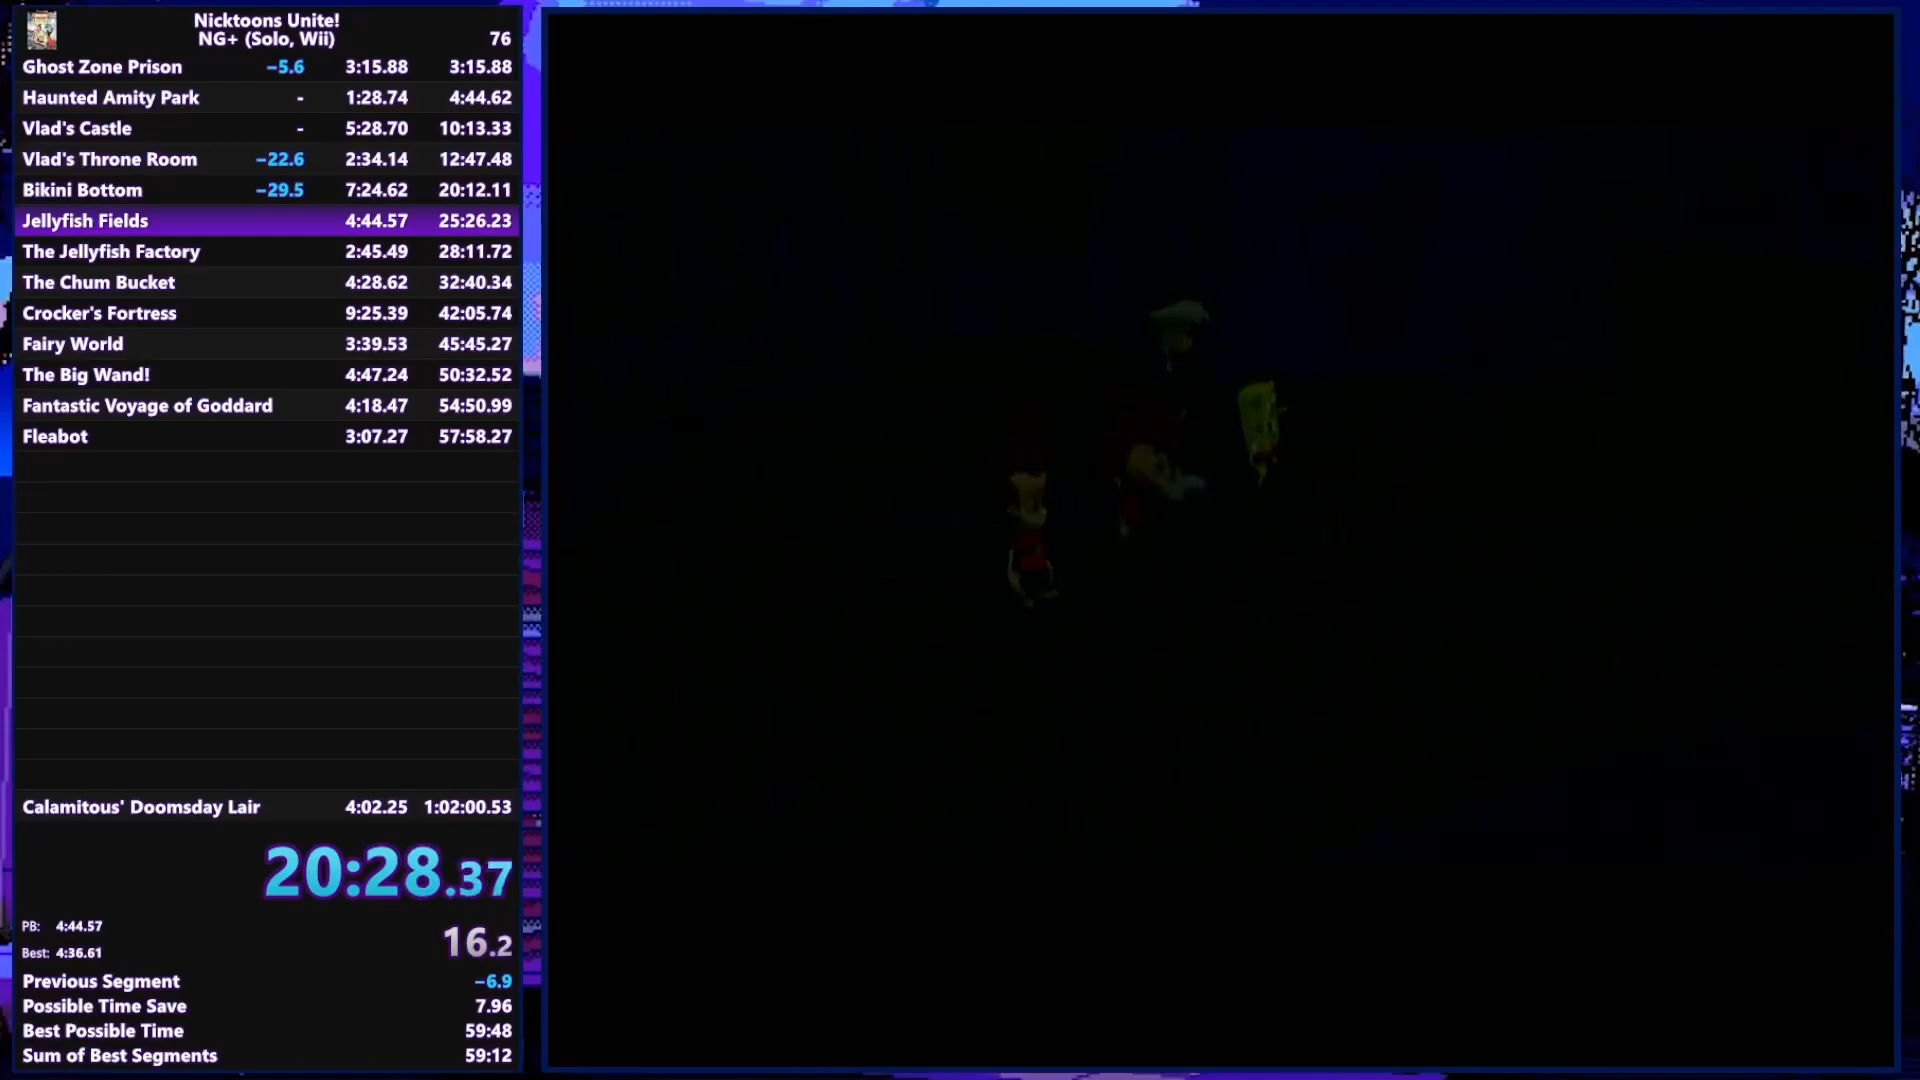 Nicktoons Unite!
NG+ (Solo, Wii) 76
Ghost Zone Prison −5.6 3:15.88 3:15.88
Haunted Amity Park - 1:28.74 4:44.62
Vlad's Castle - 5:28.70 10:13.33
Vlad's Throne Room −22.6 2:34.14 12:47.48
Bikini Bottom −29.5 7:24.62 20:12.11
Jellyfish Fields 4:44.57 25:26.23
The Jellyfish Factory 2:45.49 28:11.72
The Chum Bucket 4:28.62 32:40.34
Crocker's Fortress 9:25.39 42:05.74
Fairy World 3:39.53 45:45.27
The Big Wand! 4:47.24 50:32.52
Fantastic Voyage of Goddard 4:18.47 54:50.99
Fleabot 3:07.27 57:58.27
Calamitous' Doomsday Lair 4:02.25 1:02:00.53
20:28.37
PB: 4:44.57
16.2
Best: 4:36.61
Previous Segment −6.9
Possible Time Save 7.96
Best Possible Time 59:48
Sum of Best Segments 59:12